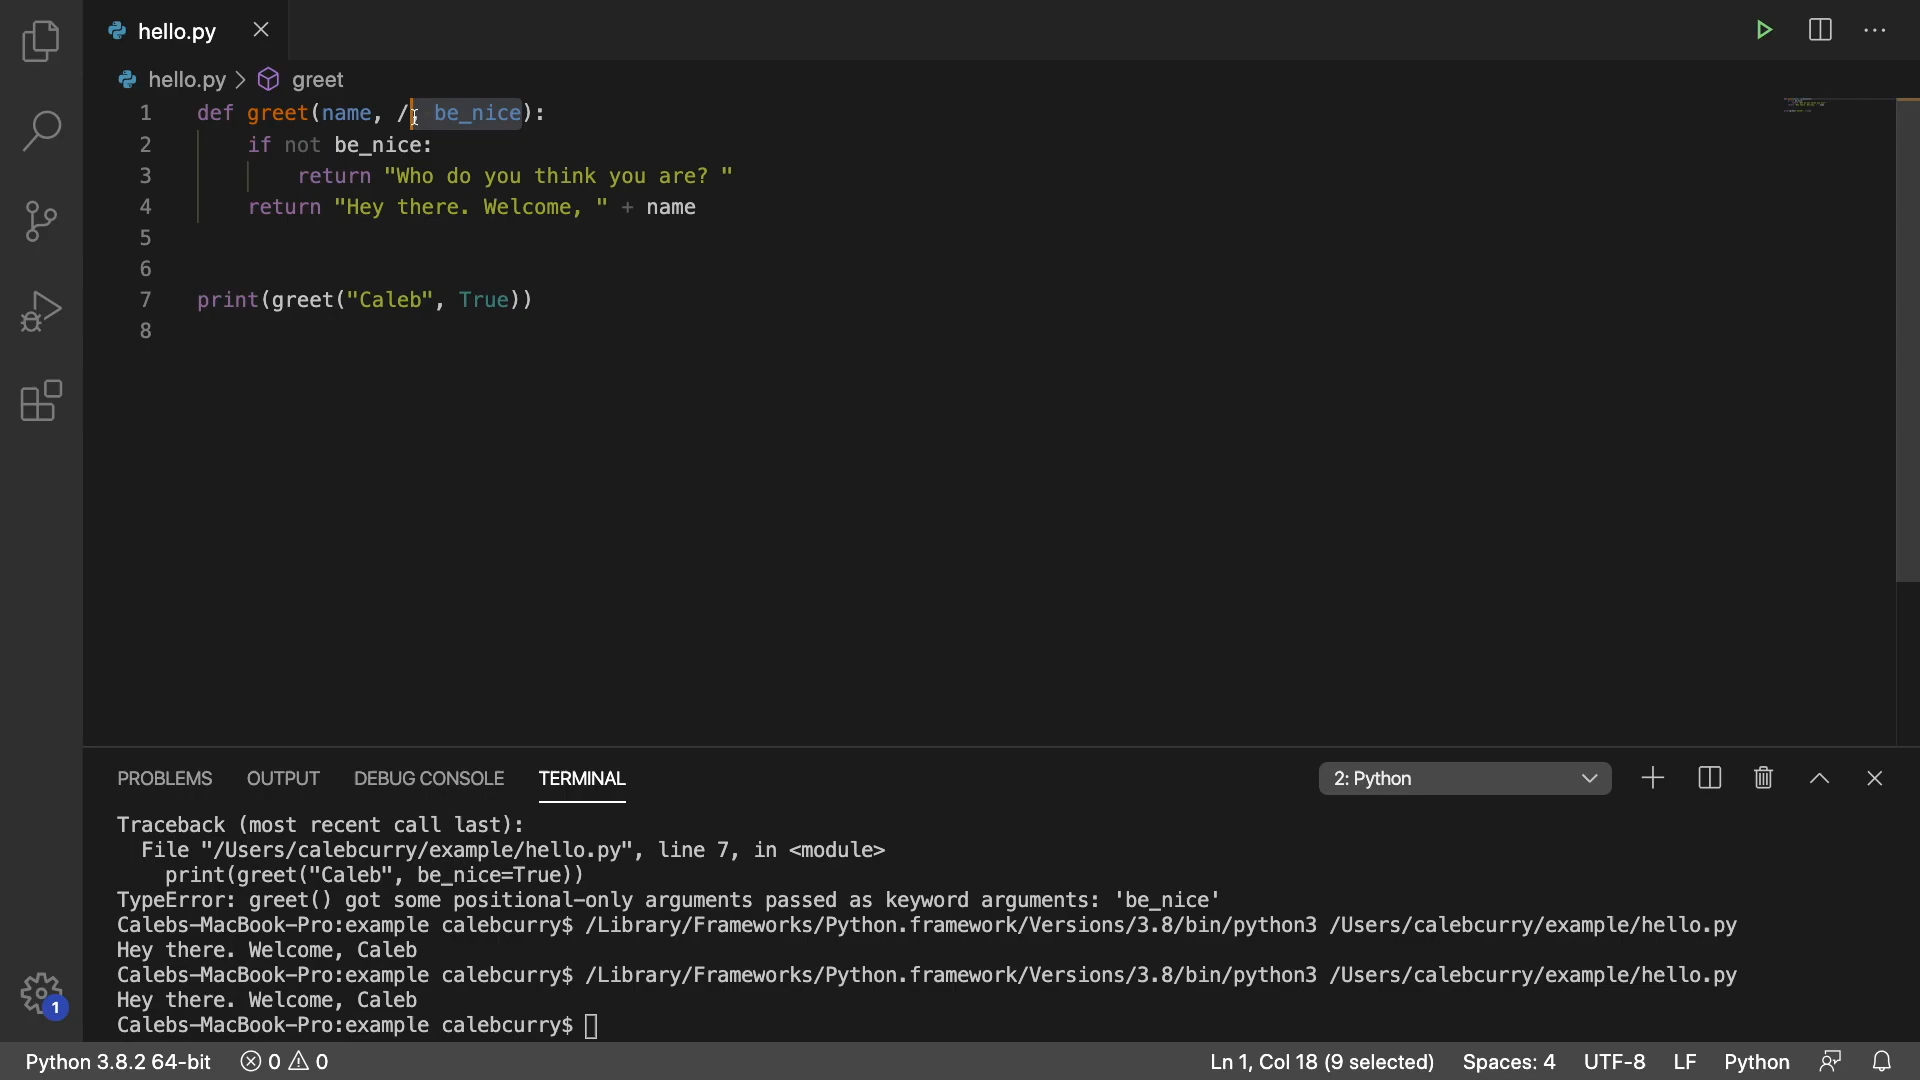 hello.py
hello.py > greet
1 def greet(name, /, be_nice):
2 if not be_nice:
3 return "Who do you think you are? "
4 return "Hey there. Welcome, " + name
5
6
7 print(greet("Caleb", True))
8
PROBLEMS OUTPUT DEBUG CONSOLE TERMINAL 2: Python
Traceback (most recent call last):
File "/Users/calebcurry/example/hello.py", line 7, in <module>
print(greet("Caleb", be_nice=True))
TypeError: greet() got some positional-only arguments passed as keyword arguments: 'be_nice'
Calebs-MacBook-Pro:example calebcurry$ /Library/Frameworks/Python.framework/Versions/3.8/bin/python3 /Users/calebcurry/example/hello.py
Hey there. Welcome, Caleb
Calebs-MacBook-Pro:example calebcurry$ /Library/Frameworks/Python.framework/Versions/3.8/bin/python3 /Users/calebcurry/example/hello.py
Hey there. Welcome, Caleb
Calebs-MacBook-Pro:example calebcurry$
1
Python 3.8.2 64-bit 0 0 Ln 1, Col 18 (9 selected) Spaces: 4 UTF-8 LF Python